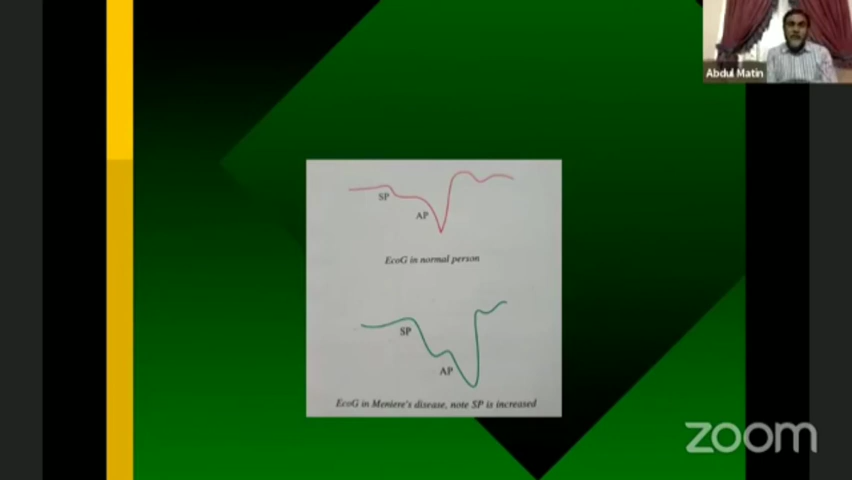 Abdul Matin
SP
AP
EcoG in normal person
SP
AP
EcoG in Meniere's disease, note SP is increased
zoom